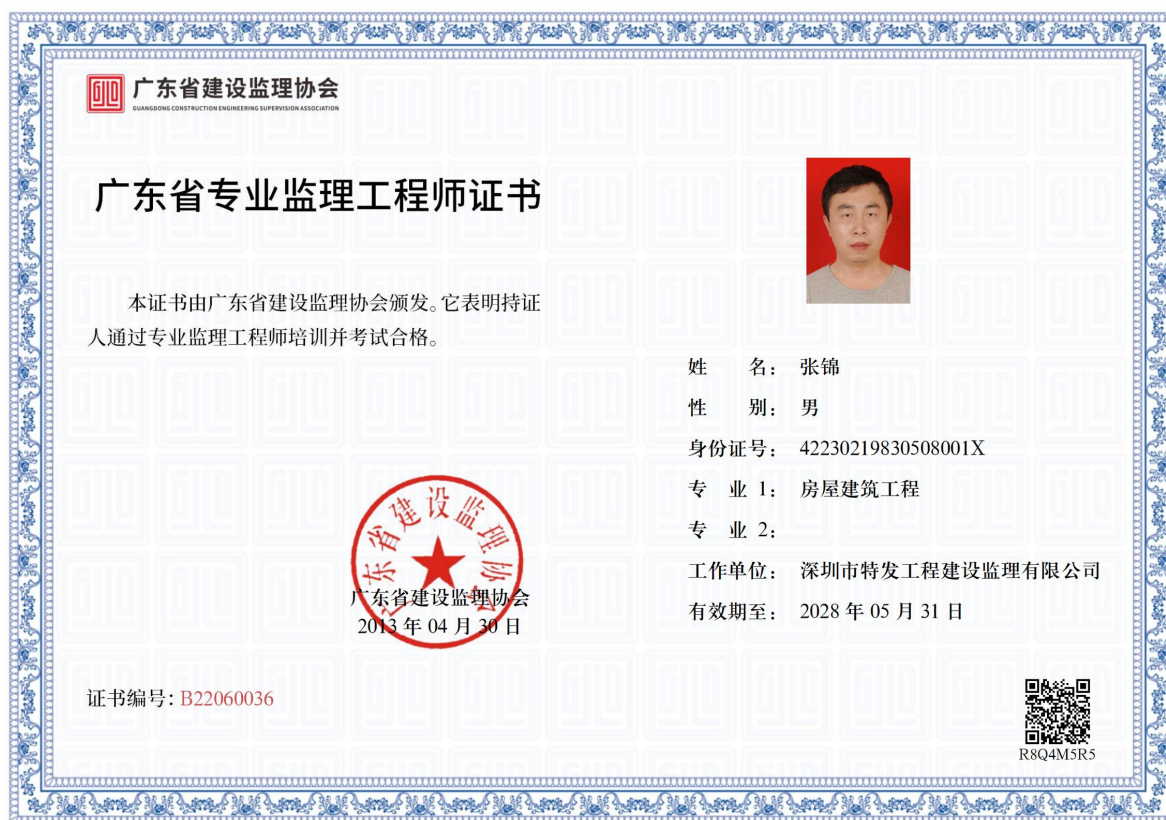 广东省建设监理协会
GUANGDONG CONSTRUCTION ENGINEERING SUPERVISION ASSOCIATION
广东省专业监理工程师证书
本证书由广东省建设监理协会颁发。它表明持证
人通过专业监理工程师培训并考试合格。
姓 名： 张锦
性 别： 男
身份证号： 42230219830508001X
专 业 1： 房屋建筑工程
专 业 2：
工作单位： 深圳市特发工程建设监理有限公司
有效期至： 2028 年 05 月 31 日
广东省建设监理协会
广东省建设监理协会
2013 年 04 月 30 日
证书编号: B22060036
R8Q4M5R5